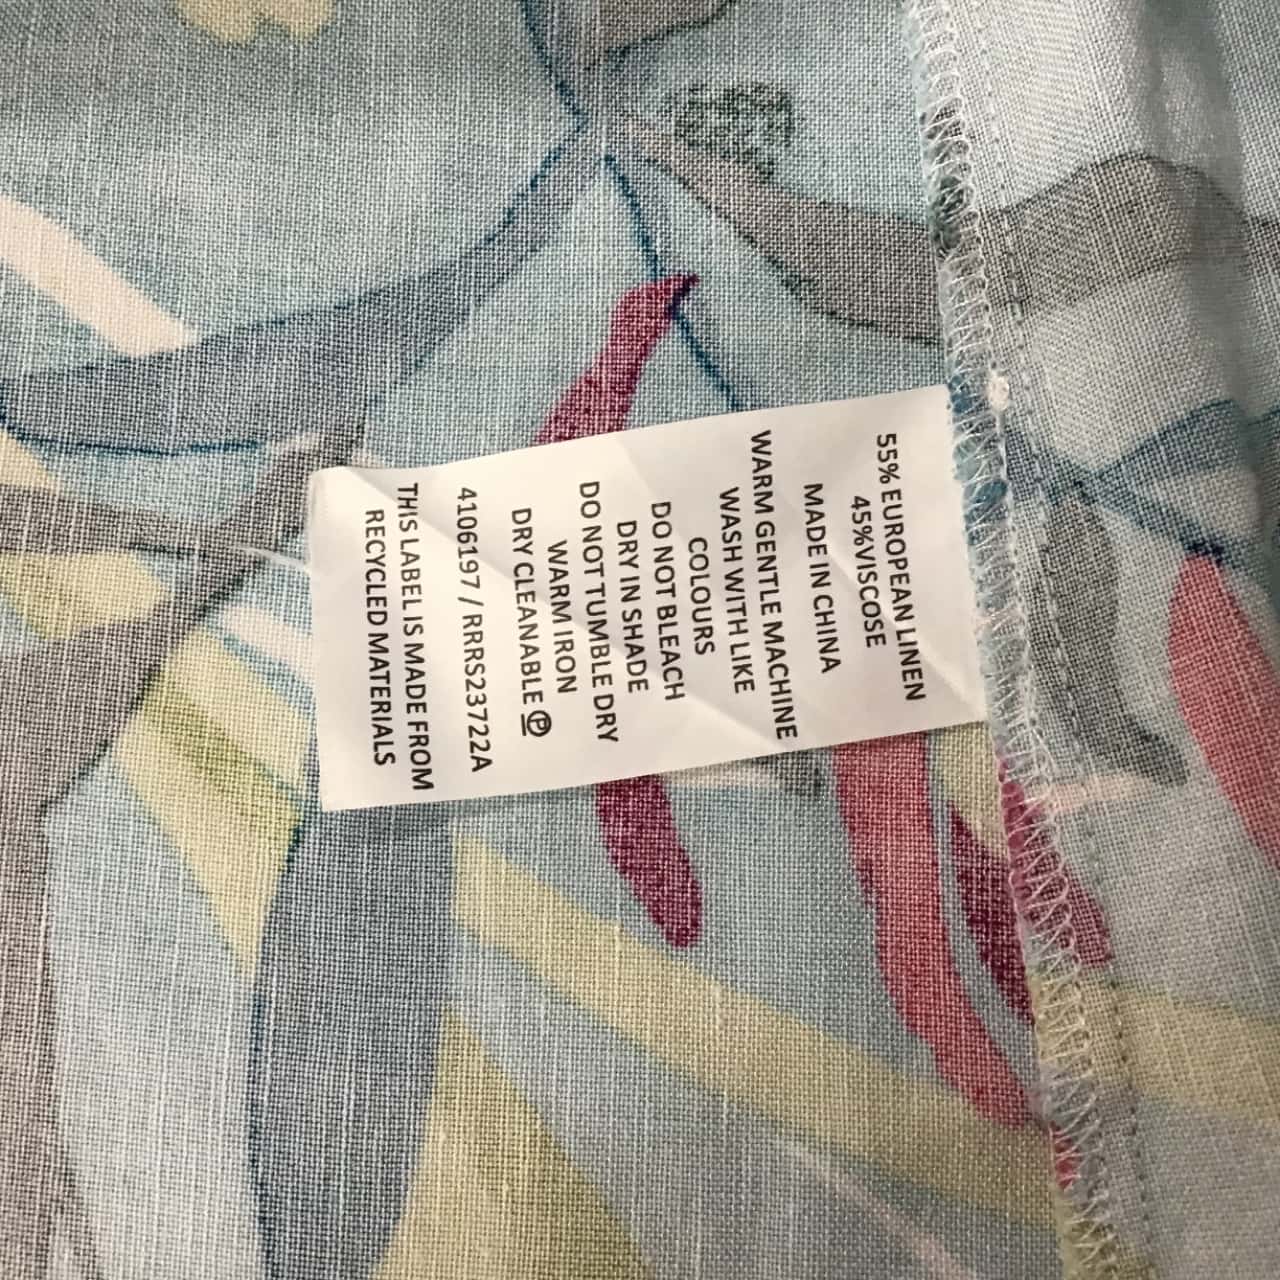 55% EUROPEAN LINEN
45%VISCOSE
MADE IN CHINA
WARM GENTLE MACHINE
WASH WITH LIKE
COLOURS
DO NOT BLEACH
DRY IN SHADE
DO NOT TUMBLE DRY
WARM IRON
DRY CLEANABLE Ⓟ
4106197 / RRRS23722A
THIS LABEL IS MADE FROM
RECYCLED MATERIALS